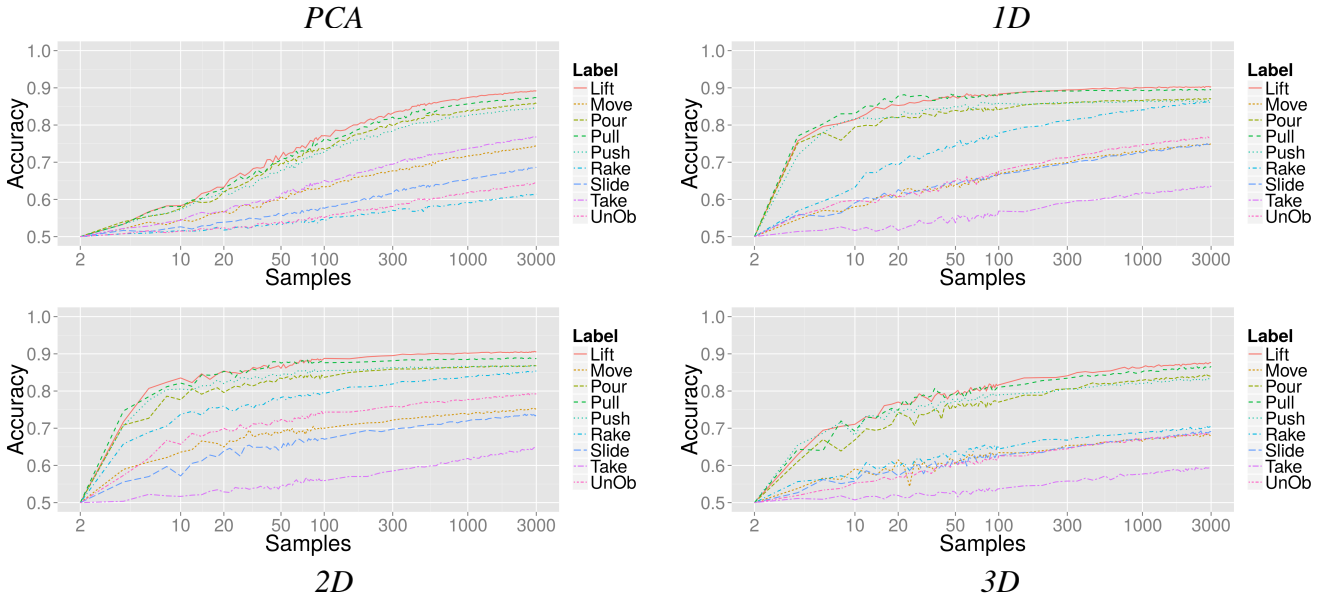 PCA
1D
Accuracy
1.0
0.9
0.8
0.7
0.6
0.5
2 10 20 50 100 300 1000 3000
Samples
Label
Lift
Move
Pour
Pull
Push
Rake
Slide
Take
UnOb
Accuracy
1.0
0.9
0.8
0.7
0.6
0.5
2 10 20 50 100 300 1000 3000
Samples
Label
Lift
Move
Pour
Pull
Push
Rake
Slide
Take
UnOb
Accuracy
1.0
0.9
0.8
0.7
0.6
0.5
2 10 20 50 100 300 1000 3000
Samples
Label
Lift
Move
Pour
Pull
Push
Rake
Slide
Take
UnOb
Accuracy
1.0
0.9
0.8
0.7
0.6
0.5
2 10 20 50 100 300 1000 3000
Samples
Label
Lift
Move
Pour
Pull
Push
Rake
Slide
Take
UnOb
2D
3D